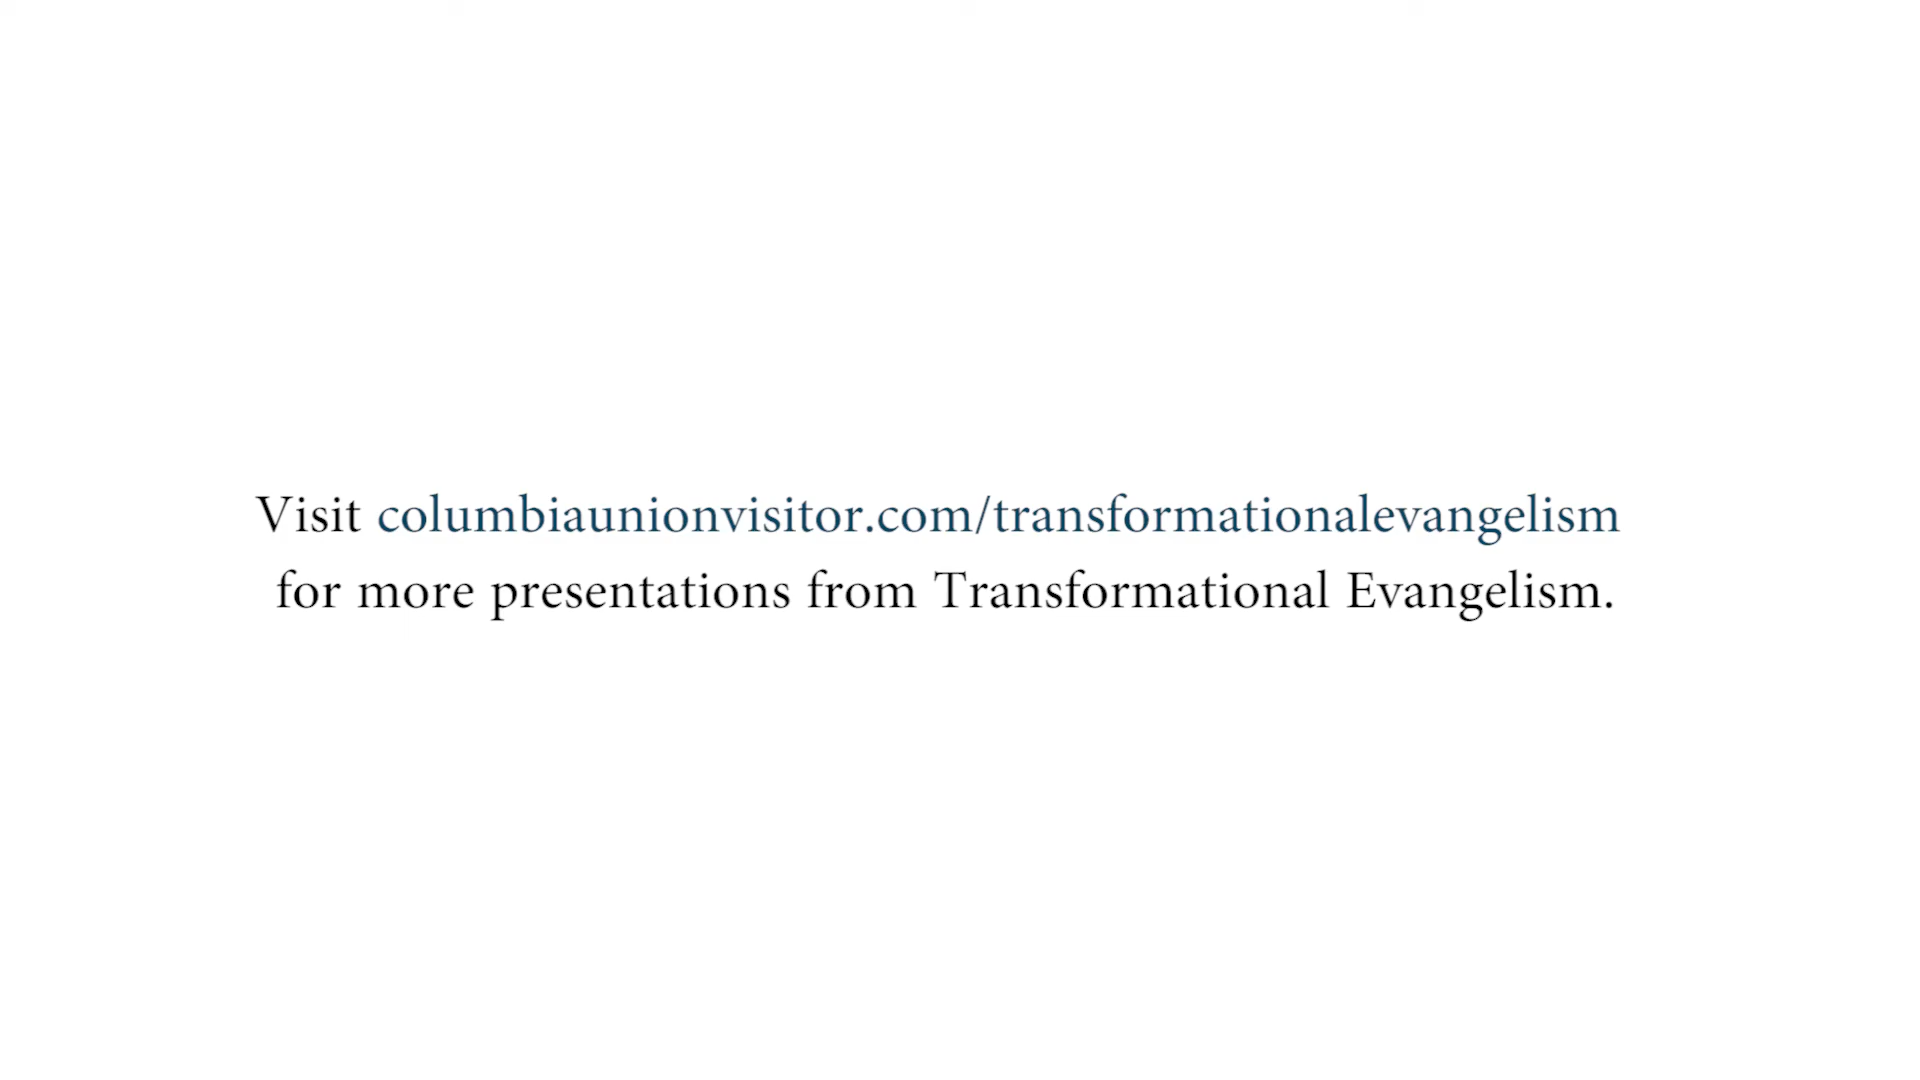 Visit columbiaunionvisitor.com/transformationalevangelism
for more presentations from Transformational Evangelism.